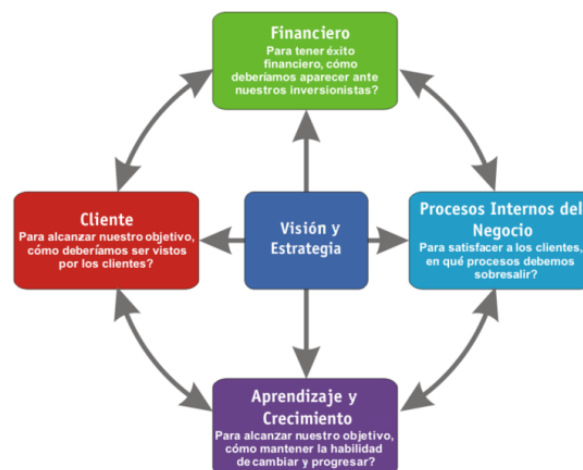 Financiero
Para tener éxito
financiero, cómo
deberíamos aparecer ante
nuestros inversionistas?
Cliente
Para alcanzar nuestro objetivo,
cómo deberíamos ser vistos
por los clientes?
Visión y
Estrategia
Procesos Internos del
Negocio
Para satisfacer a los clientes,
en qué procesos debemos
sobresalir?
Aprendizaje y
Crecimiento
Para alcanzar nuestro objetivo,
cómo mantener la habilidad
de cambiar y progresar?